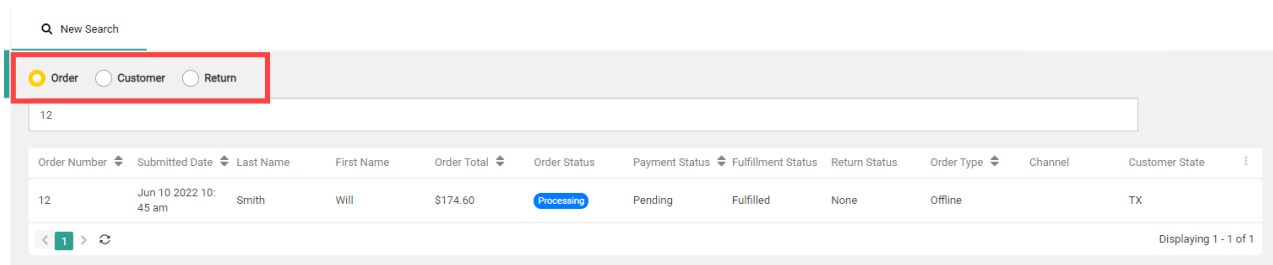 New Search
Order Customer Return
12
Order Number Submitted Date Last Name First Name Order Total Order Status Payment Status Fulfillment Status Return Status Order Type Channel Customer State
12 Jun 10 2022 10: Smith Will $174.60 Processing Pending Fulfilled None Offline TX
45 am
1 Displaying 1 - 1 of 1